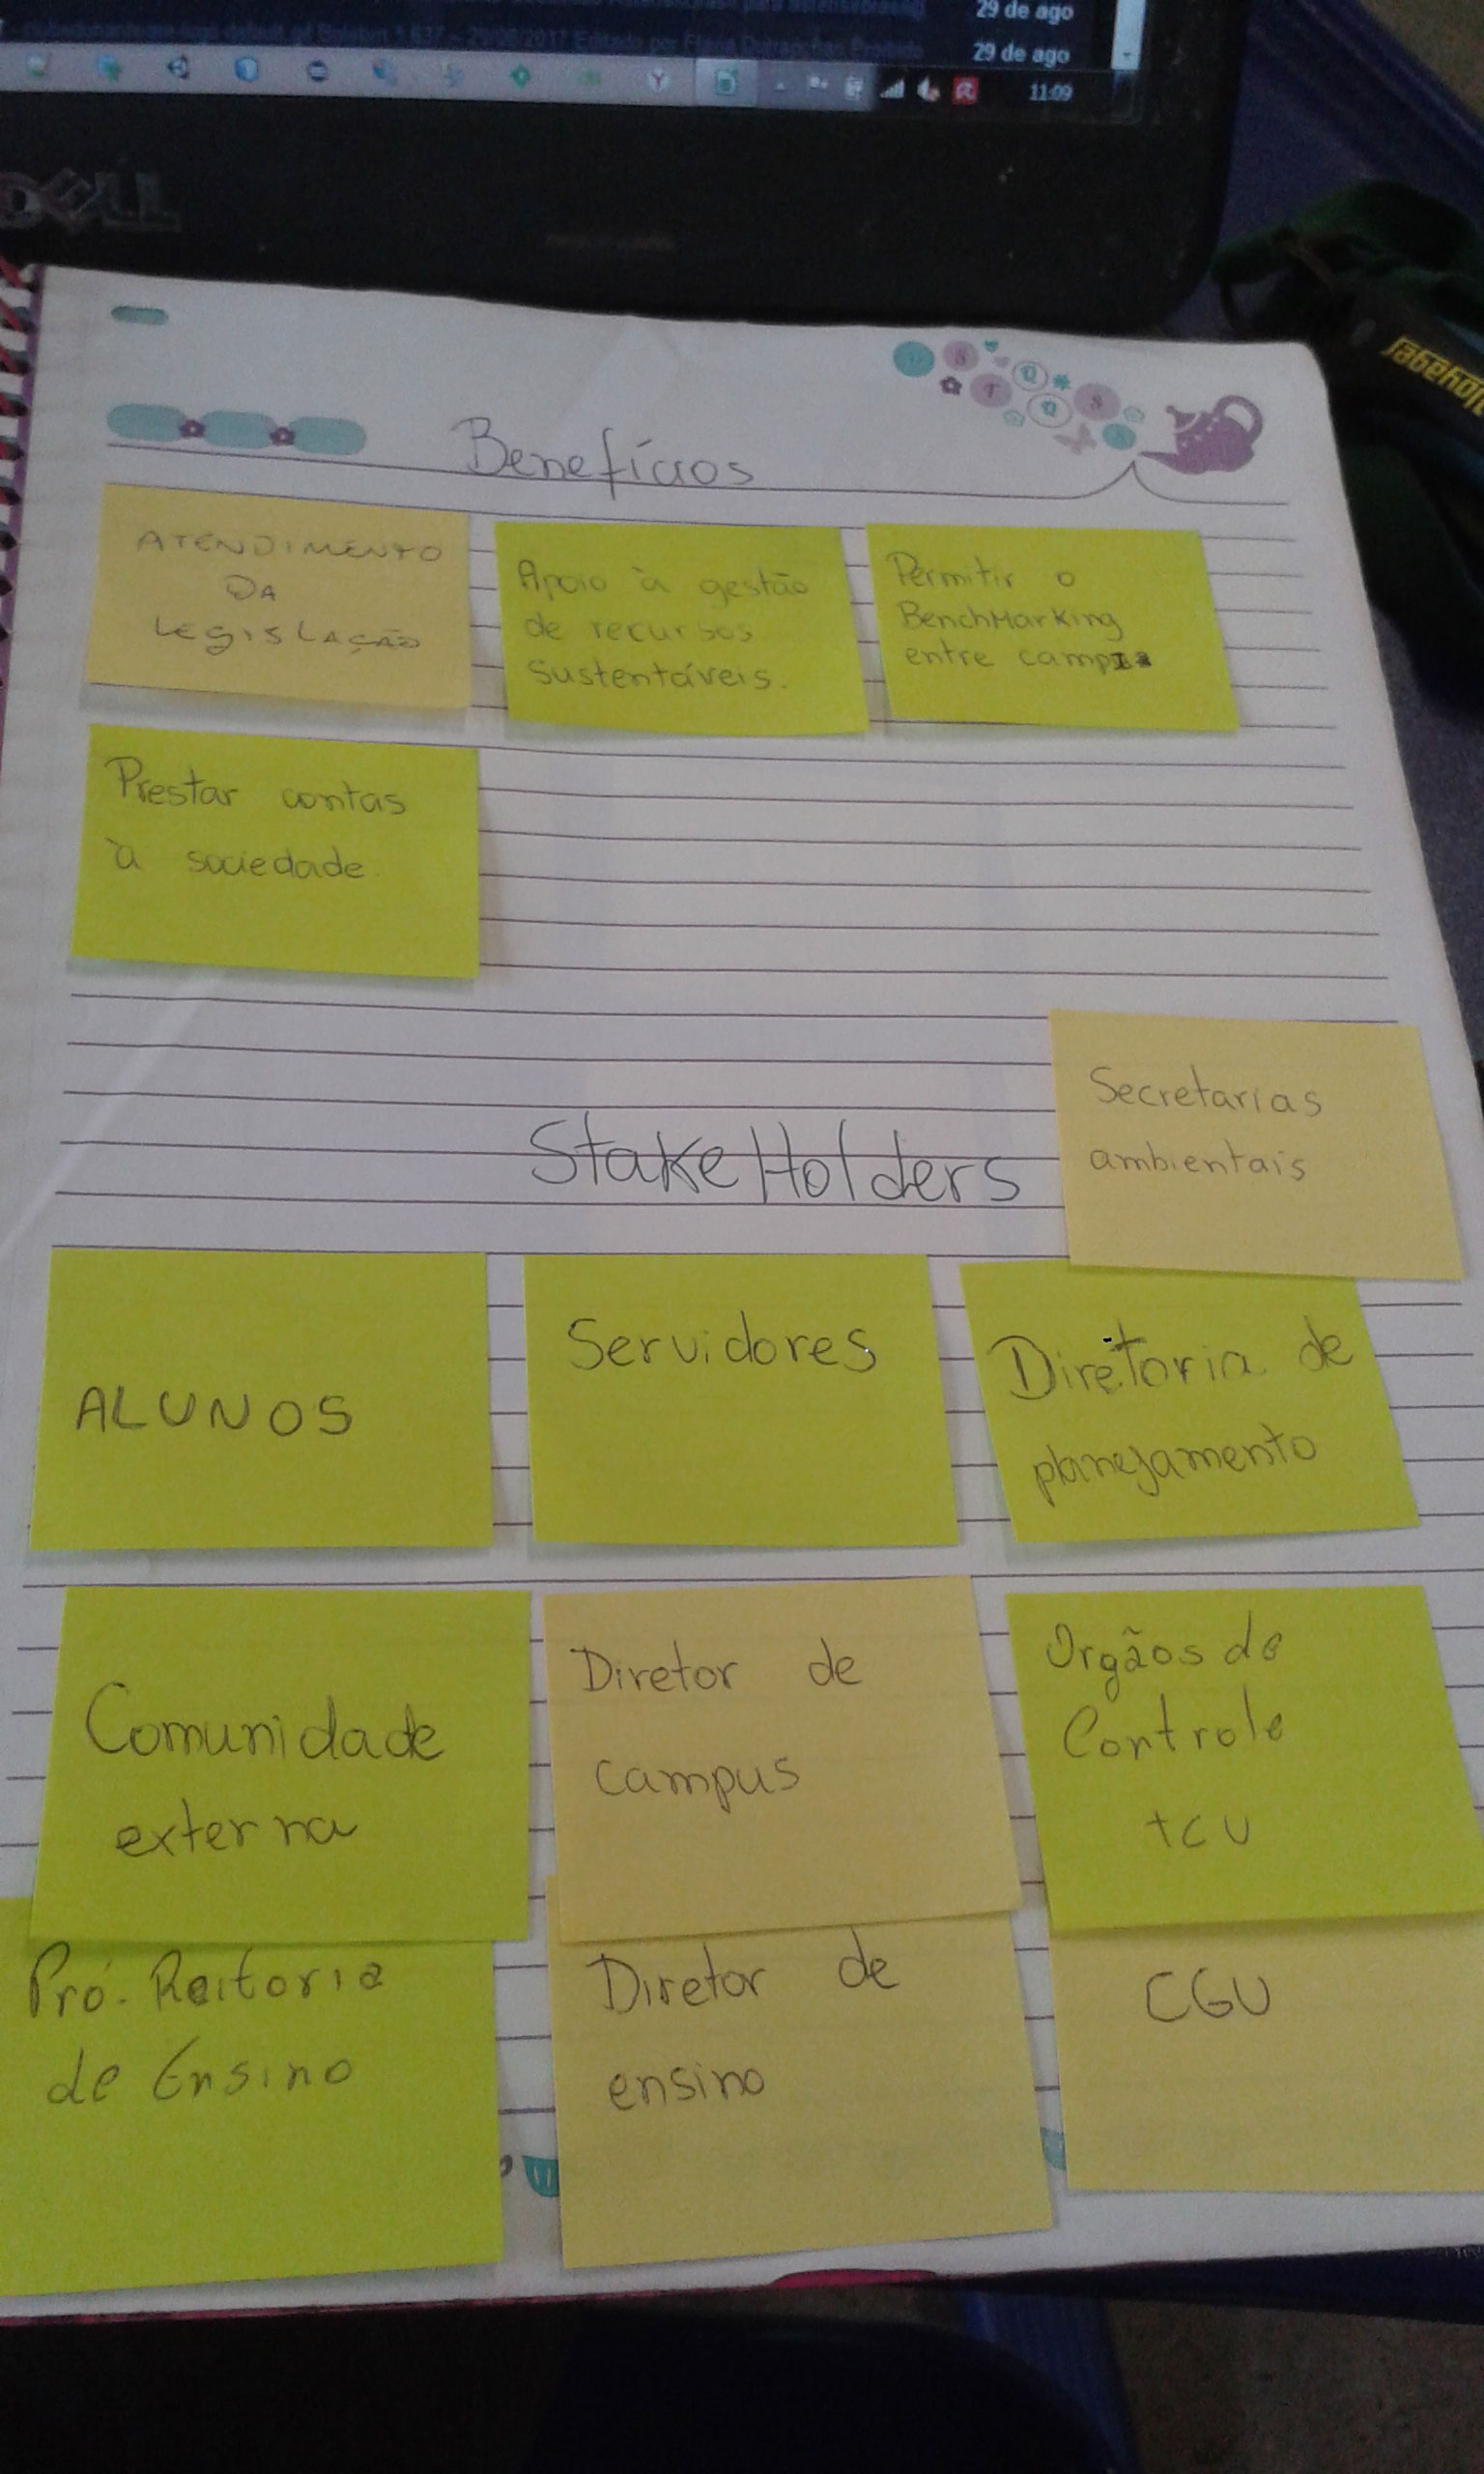 29 de ago
29 de ago
11:09
DELL
Voyager
D S T Q Q S S
Benefícios
ATENDIMENTO
DA
LEGISLAÇÃO
Apoio à gestão
de recursos
sustentáveis.
Permitir o
BenchMarking
entre campi
Prestar contas
à sociedade.
StakeHolders
Secretarias
ambientais
ALUNOS
Servidores
Diretoria de
planejamento
Comunidade
externa
Diretor de
campus
Orgãos de
Controle
TCU
Pró-Reitoria
de Ensino
Diretor de
ensino
CGU